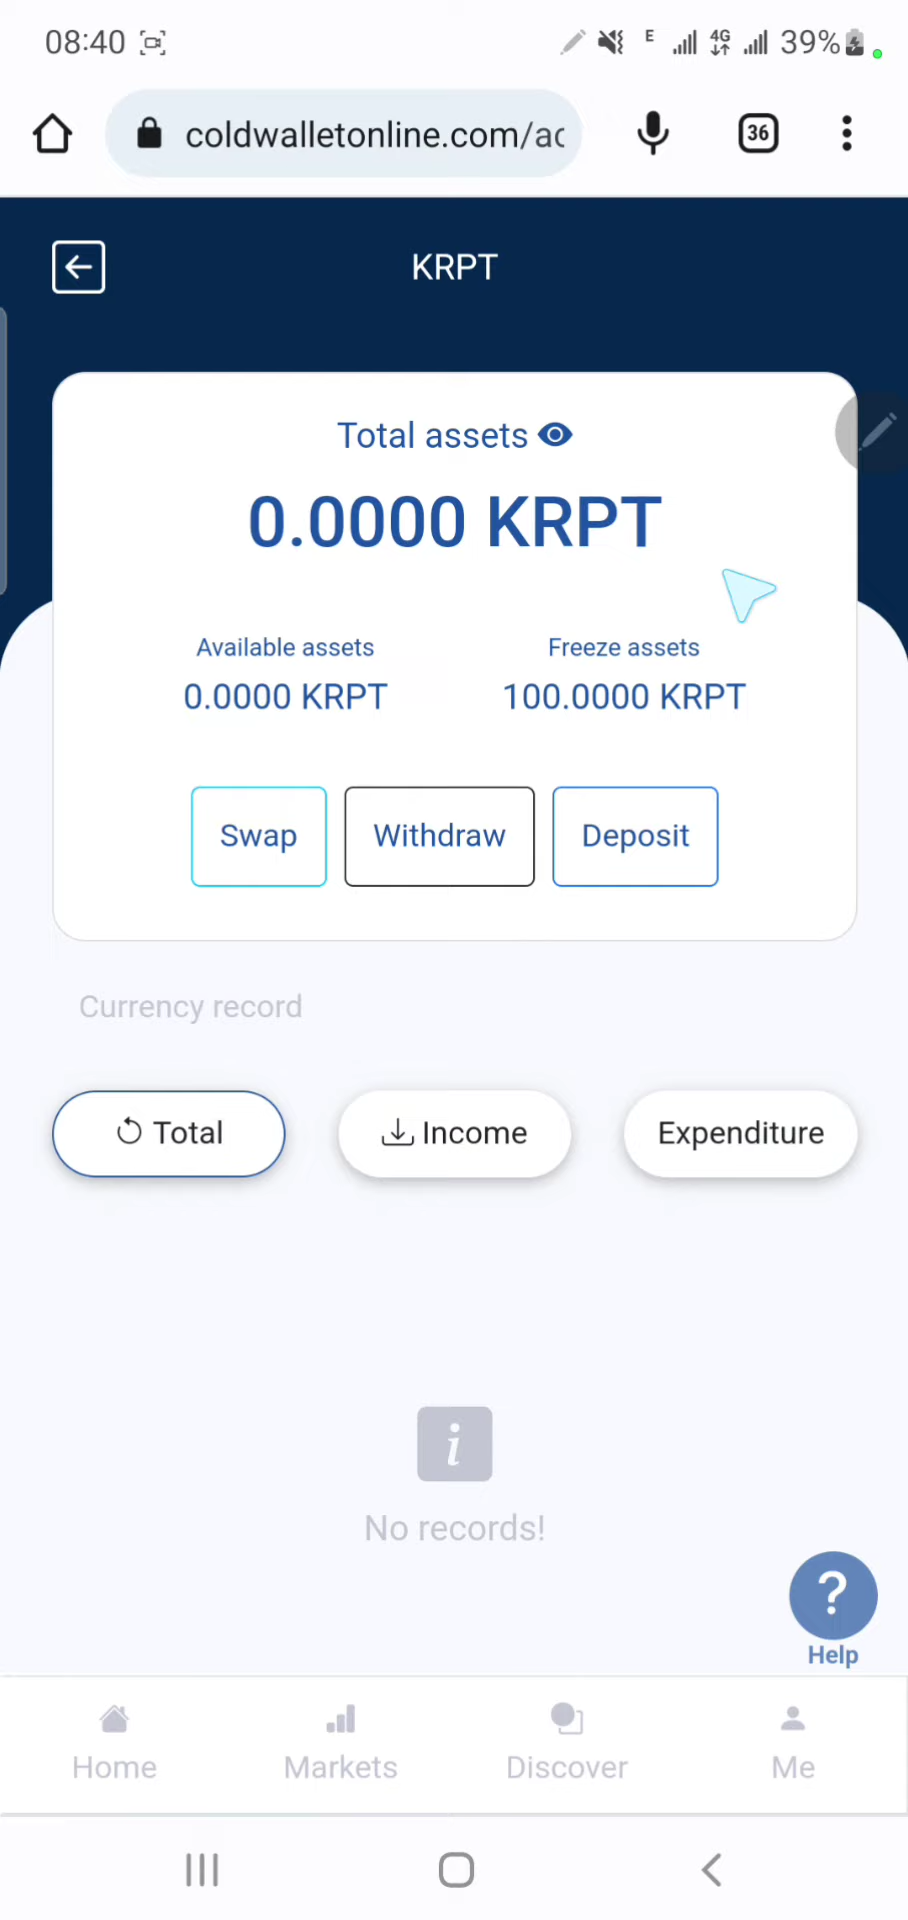 08:40 E 4G 39%
coldwalletonline.com/ac
36
KRPT
Total assets
0.0000 KRPT
Available assets Freeze assets
0.0000 KRPT 100.0000 KRPT
Swap Withdraw Deposit
Currency record
Total Income Expenditure
i
No records!
?
Help
Home Markets Discover Me